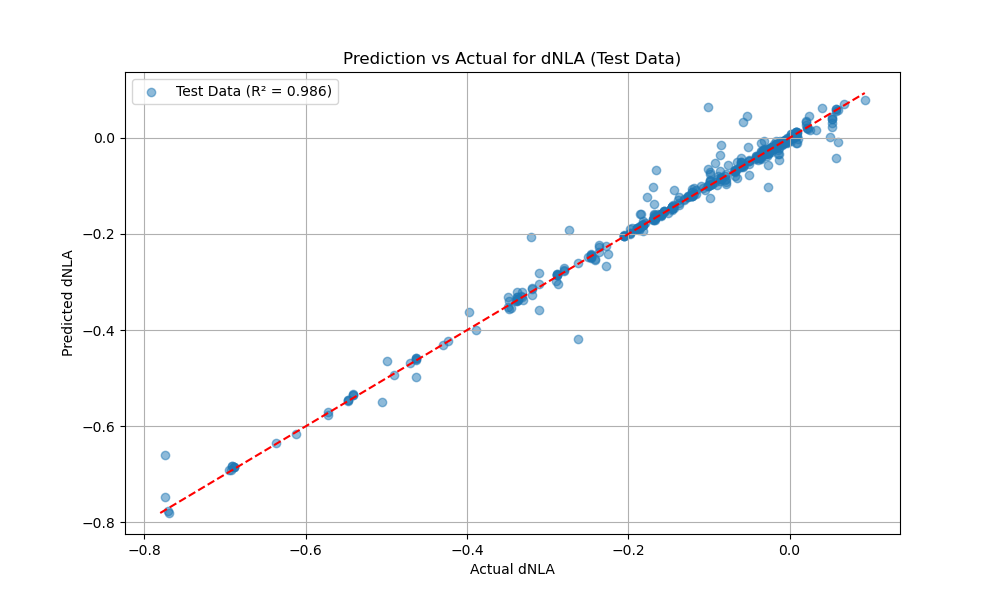 Prediction vs Actual for dNLA (Test Data)
Test Data (R² = 0.986)
Predicted dNLA
0.0
−0.2
−0.4
−0.6
−0.8
−0.8
−0.6
−0.4
−0.2
0.0
Actual dNLA